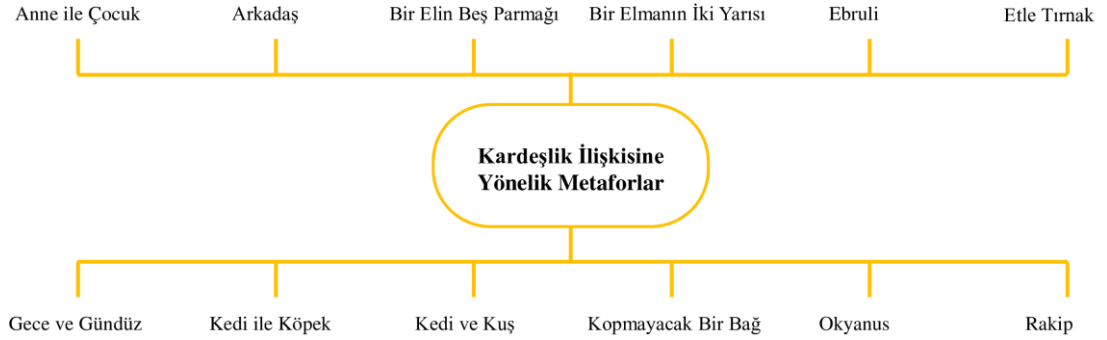 Anne ile Çocuk Arkadaş Bir Elin Beş Parmağı Bir Elmanın İki Yarısı Ebruli Etle Tırnak
Kardeşlik İlişkisine
Yönelik Metaforlar
Gece ve Gündüz Kedi ile Köpek Kedi ve Kuş Kopmayacak Bir Bağ Okyanus Rakip